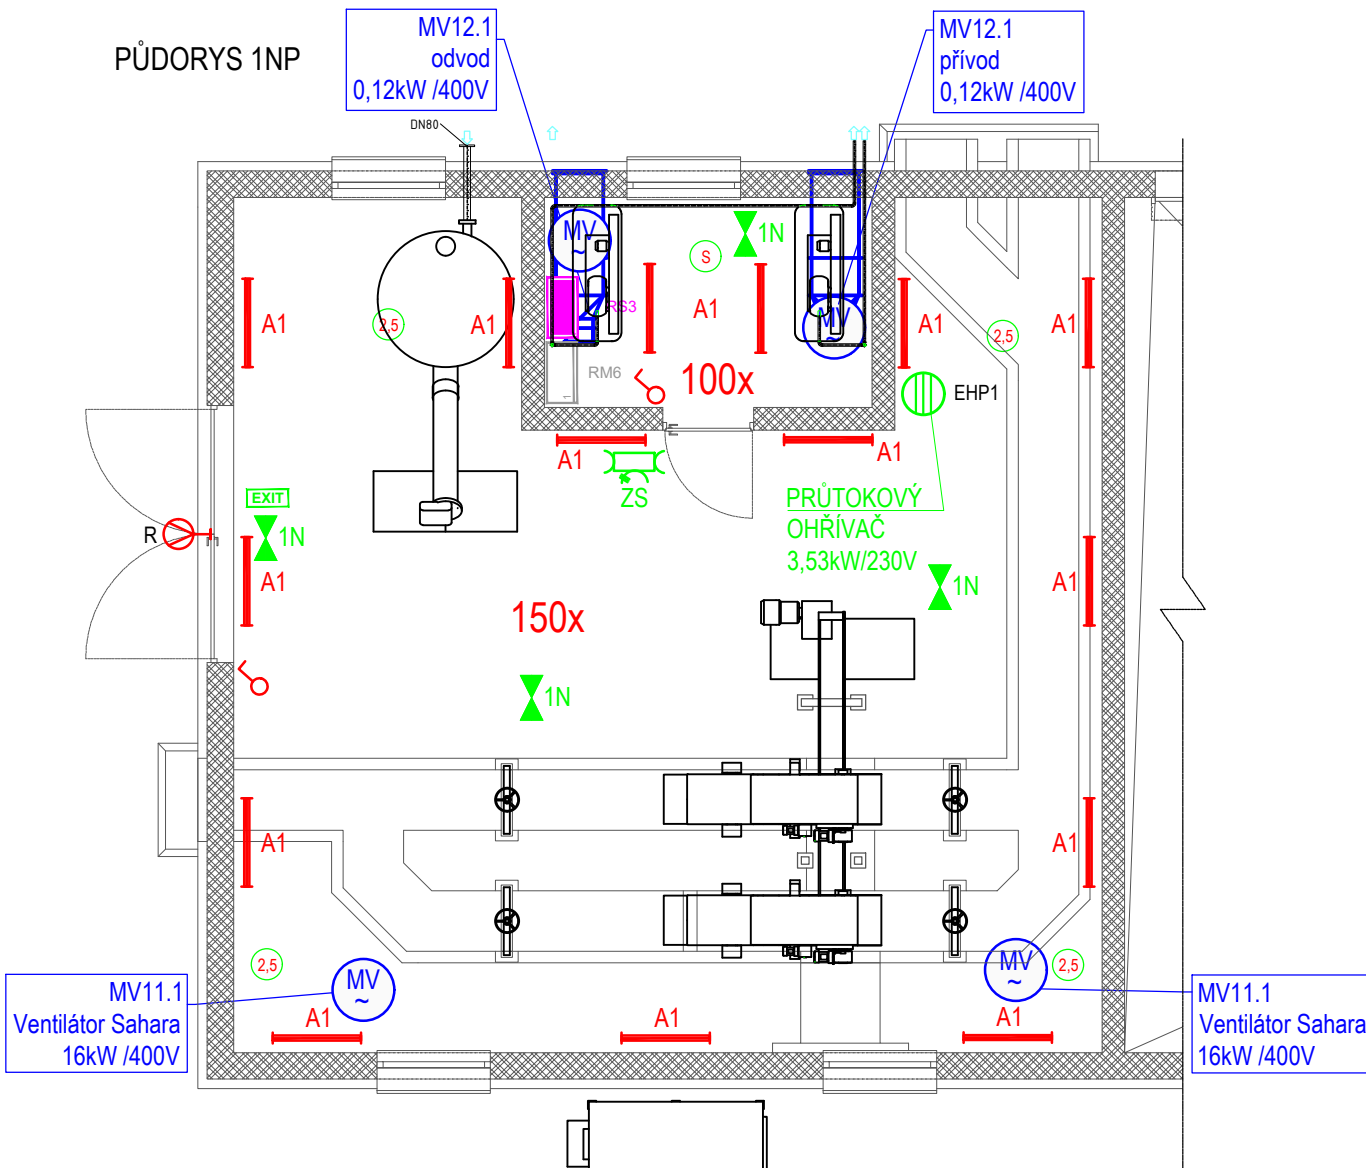 PŮDORYS 1NP
MV12.1
odvod
0,12kW /400V
MV12.1
přívod
0,12kW /400V
DN80
MV
~
1N
S
RS3
A1
2,5
A1
A1
MV
A1
2,5
A1
RM6
1
100x
EHP1
A1
ZS
A1
PRŮTOKOVÝ
OHŘÍVAČ
3,53kW/230V
EXIT
R
1N
A1
1N
A1
150x
1N
A1
A1
2,5
MV
~
MV
~
2,5
MV11.1
Ventilátor Sahara
16kW /400V
MV11.1
Ventilátor Sahara
16kW /400V
A1
A1
A1